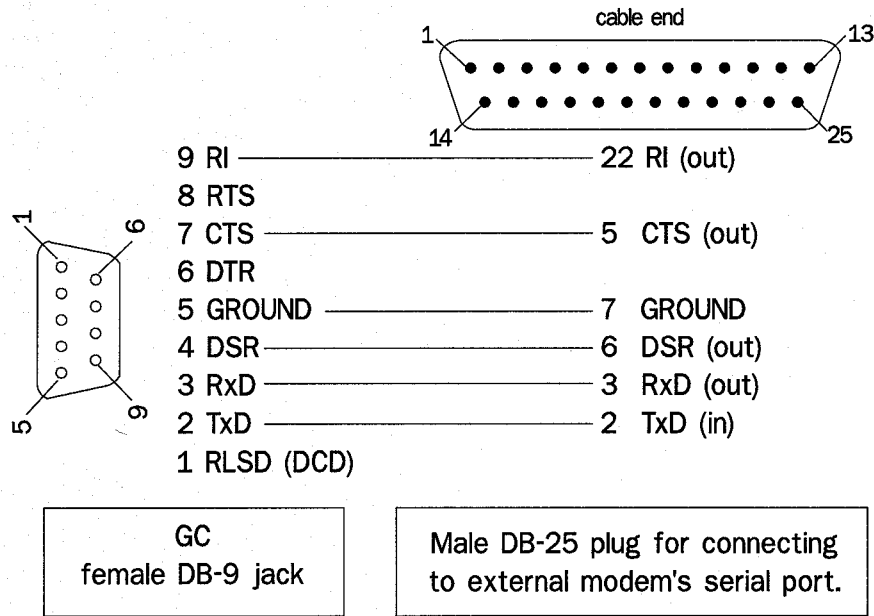 cable end
1 13
14 25
9 RI 22 RI (out)
8 RTS
7 CTS 5 CTS (out)
6 DTR
5 GROUND 7 GROUND
4 DSR 6 DSR (out)
3 RxD 3 RxD (out)
2 TxD 2 TxD (in)
1 RLSD (DCD)
1 6
5 9
GC
female DB-9 jack
Male DB-25 plug for connecting
to external modem's serial port.